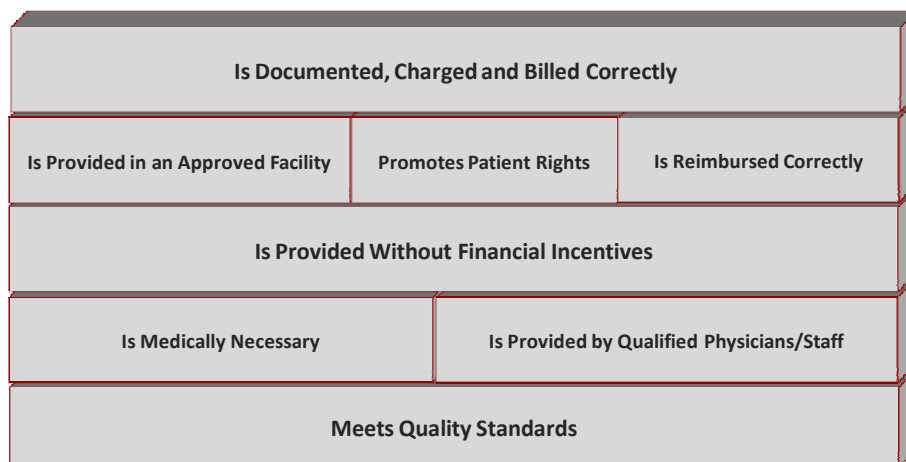 Is Documented, Charged and Billed Correctly
Is Provided in an Approved Facility
Promotes Patient Rights
Is Reimbursed Correctly
Is Provided Without Financial Incentives
Is Medically Necessary
Is Provided by Qualified Physicians/Staff
Meets Quality Standards